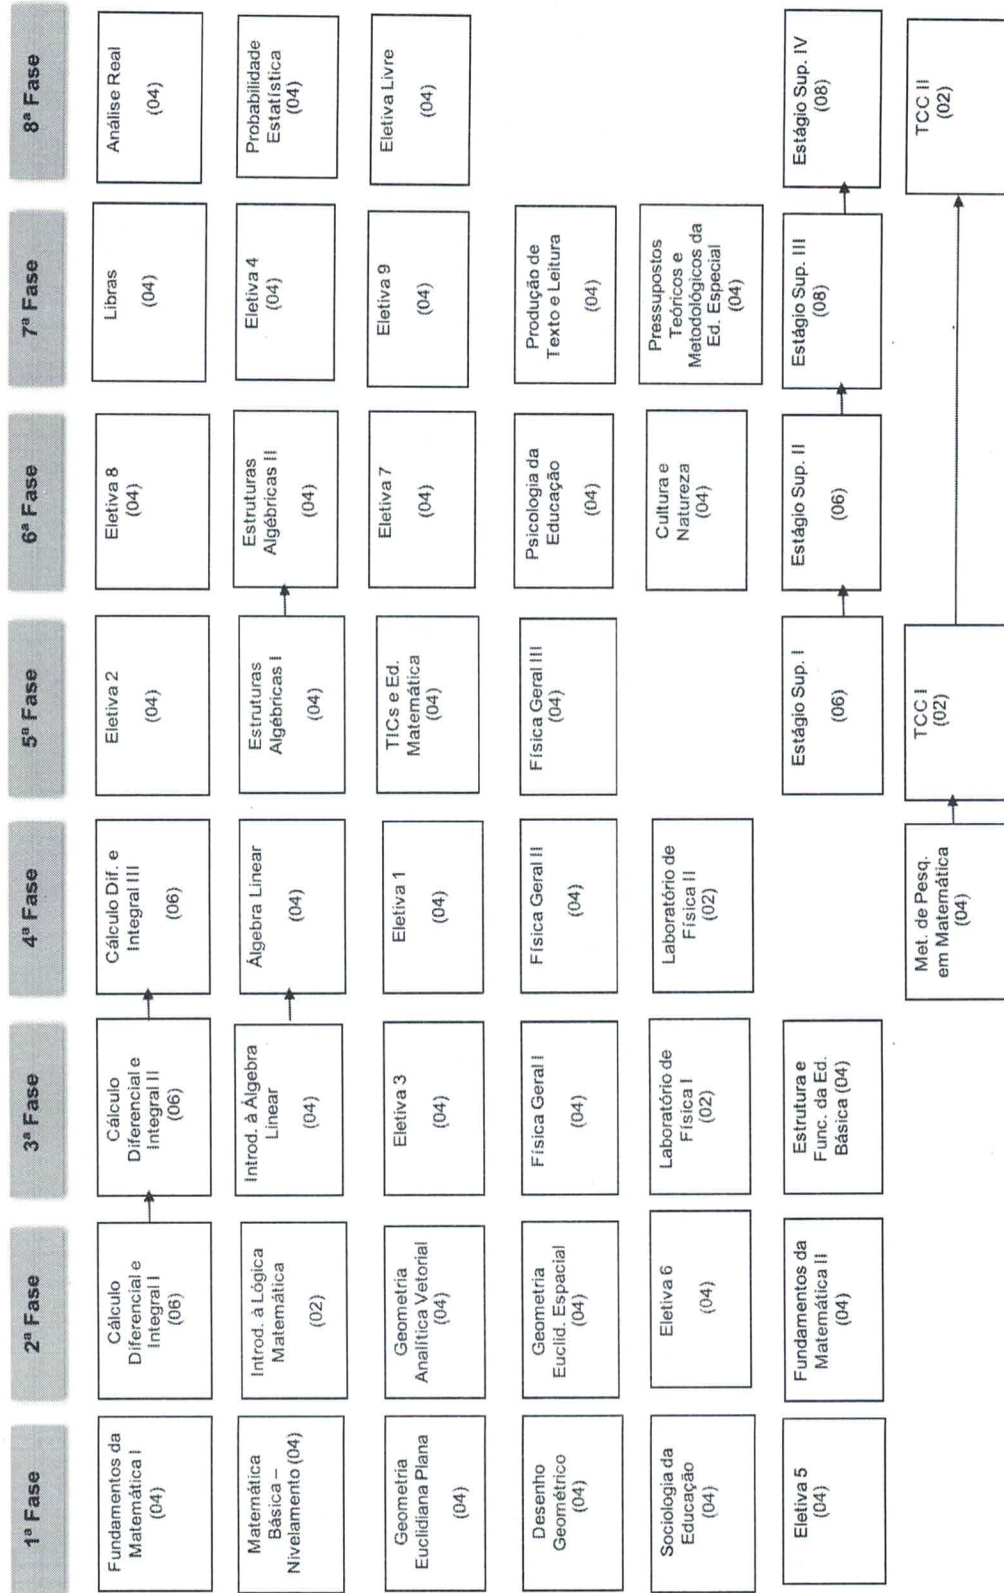 1ª Fase
Fundamentos da
Matemática I
(04)
Matemática
Básica –
Nivelamento (04)
Geometria
Euclidiana Plana
(04)
Desenho
Geométrico
(04)
Sociologia da
Educação
(04)
Eletiva 5
(04)
2ª Fase
Cálculo
Diferencial e
Integral I
(06)
Introd. à Lógica
Matemática
(02)
Geometria
Analítica Vetorial
(04)
Geometria
Euclid. Espacial
(04)
Eletiva 6
(04)
Fundamentos da
Matemática II
(04)
3ª Fase
Cálculo
Diferencial e
Integral II
(06)
Introd. à Álgebra
Linear
(04)
Eletiva 3
(04)
Física Geral I
(04)
Laboratório de
Física I
(02)
Estrutura e
Func. da Ed.
Básica (04)
4ª Fase
Cálculo Dif. e
Integral III
(06)
Álgebra Linear
(04)
Eletiva 1
(04)
Física Geral II
(04)
Laboratório de
Física II
(02)
Met. de Pesq.
em Matemática
(04)
5ª Fase
Eletiva 2
(04)
Estruturas
Algébricas I
(04)
TICs e Ed.
Matemática
(04)
Física Geral III
(04)
Estágio Sup. I
(06)
TCC I
(02)
6ª Fase
Eletiva 8
(04)
Estruturas
Algébricas II
(04)
Eletiva 7
(04)
Psicologia da
Educação
(04)
Cultura e
Natureza
(04)
Estágio Sup. II
(06)
7ª Fase
Libras
(04)
Eletiva 4
(04)
Eletiva 9
(04)
Produção de
Texto e Leitura
(04)
Pressupostos
Teóricos e
Metodológicos da
Ed. Especial
(04)
Estágio Sup. III
(08)
8ª Fase
Análise Real
(04)
Probabilidade
Estatística
(04)
Eletiva Livre
(04)
Estágio Sup. IV
(08)
TCC II
(02)